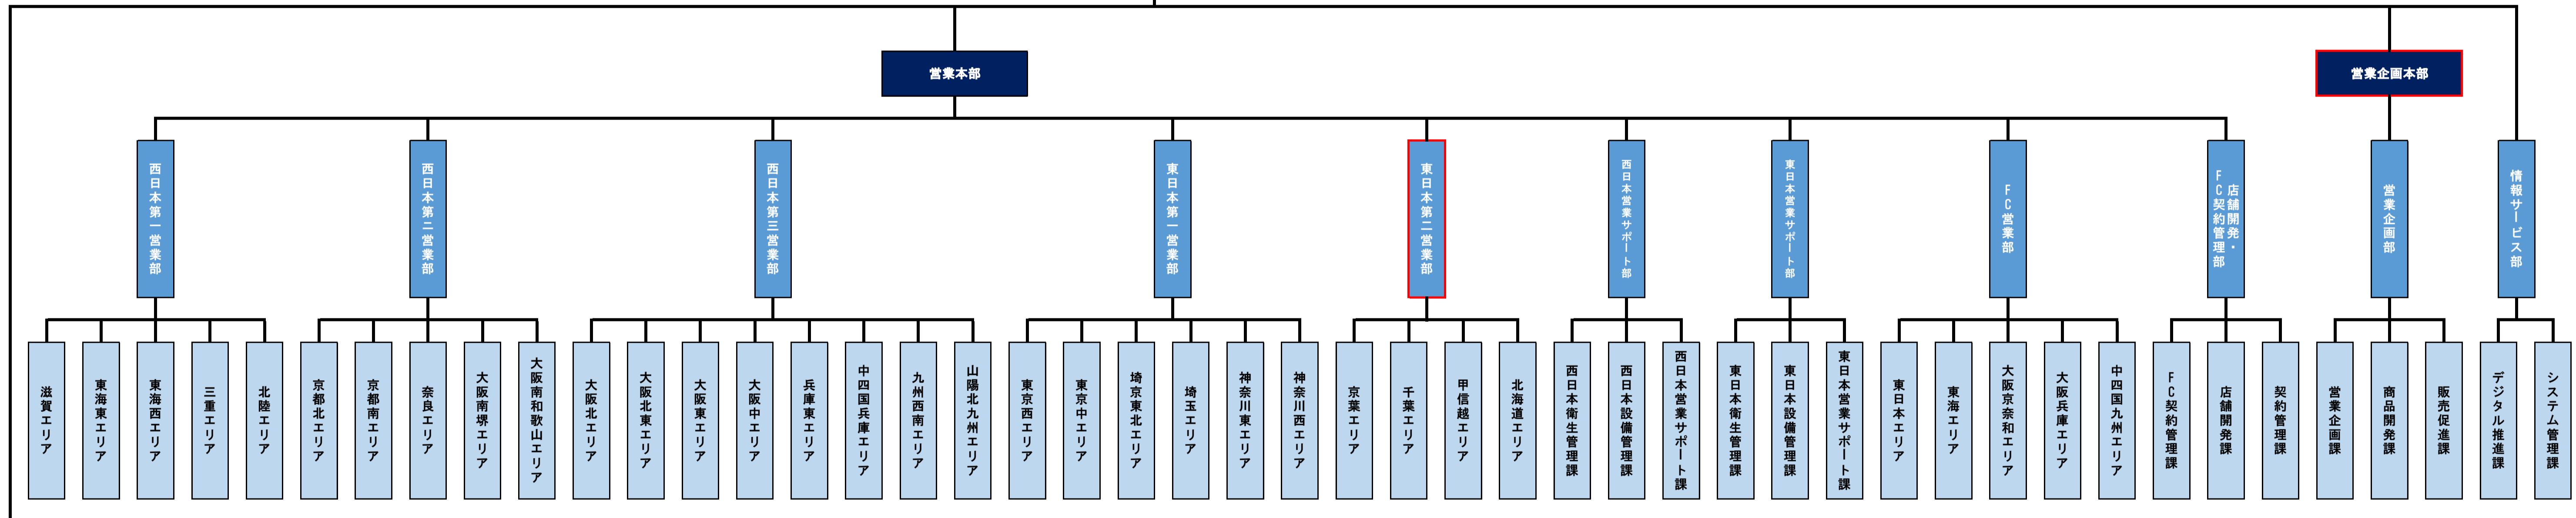 営業本部
営業企画本部
西日本第一営業部
西日本第二営業部
西日本第三営業部
東日本第一営業部
東日本第二営業部
西日本営業サポート部
東日本営業サポート部
FC営業部
店舗開発・
FC契約管理部
営業企画部
情報サービス部
滋賀エリア
東海東エリア
東海西エリア
三重エリア
北陸エリア
京都北エリア
京都南エリア
奈良エリア
大阪南堺エリア
大阪南和歌山エリア
大阪北エリア
大阪北東エリア
大阪東エリア
大阪中エリア
兵庫東エリア
中四国兵庫エリア
九州西南エリア
山陽北九州エリア
東京西エリア
東京中エリア
埼京東北エリア
埼玉エリア
神奈川東エリア
神奈川西エリア
京葉エリア
千葉エリア
甲信越エリア
北海道エリア
西日本衛生管理課
西日本設備管理課
西日本営業サポート課
東日本衛生管理課
東日本設備管理課
東日本営業サポート課
東日本エリア
東海エリア
大阪京奈和エリア
大阪兵庫エリア
中四国九州エリア
FC契約管理課
店舗開発課
契約管理課
営業企画課
商品開発課
販売促進課
デジタル推進課
システム管理課